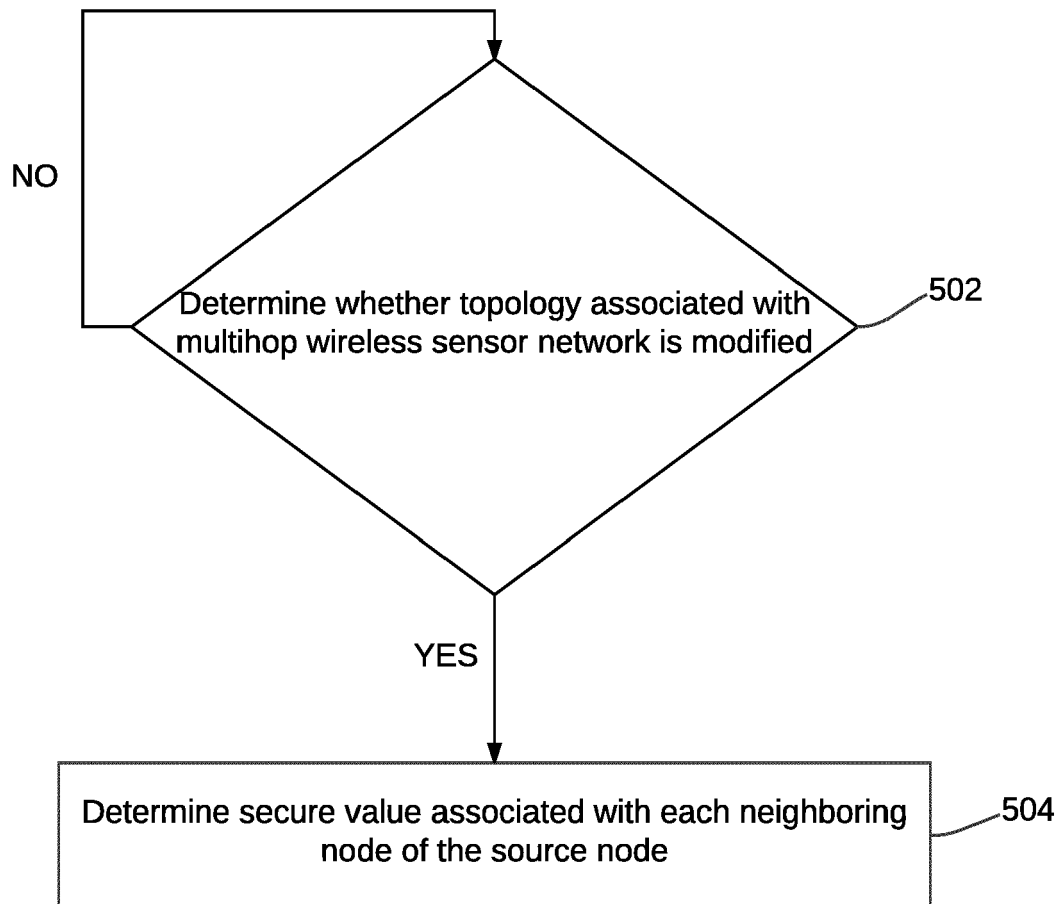 NO
Determine whether topology associated with
multihop wireless sensor network is modified
502
YES
Determine secure value associated with each neighboring
node of the source node
504